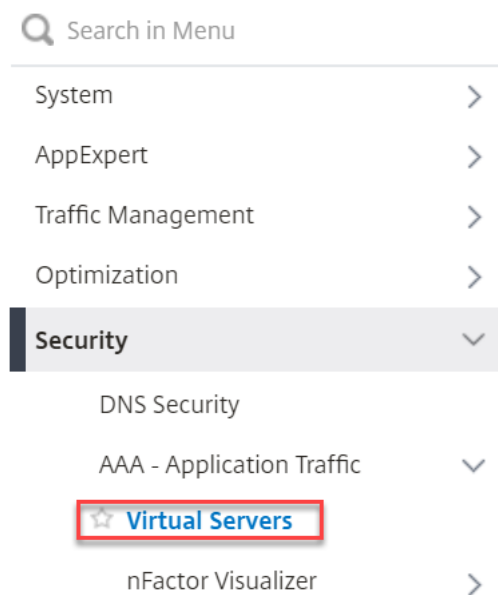 Search in Menu
System
AppExpert
Traffic Management
Optimization
Security
DNS Security
AAA - Application Traffic
Virtual Servers
nFactor Visualizer